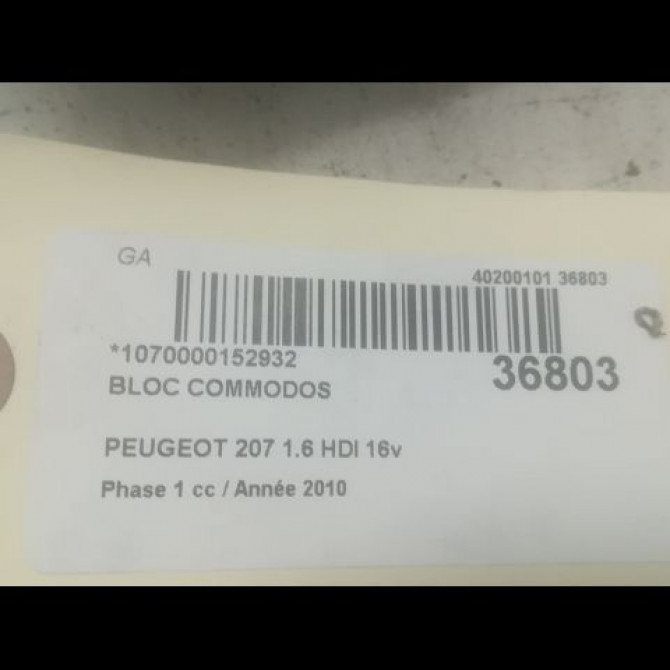 GA
40200101 36803
*1070000152932
36803
BLOC COMMODOS
PEUGEOT 207 1.6 HDI 16v
Phase 1 cc / Année 2010